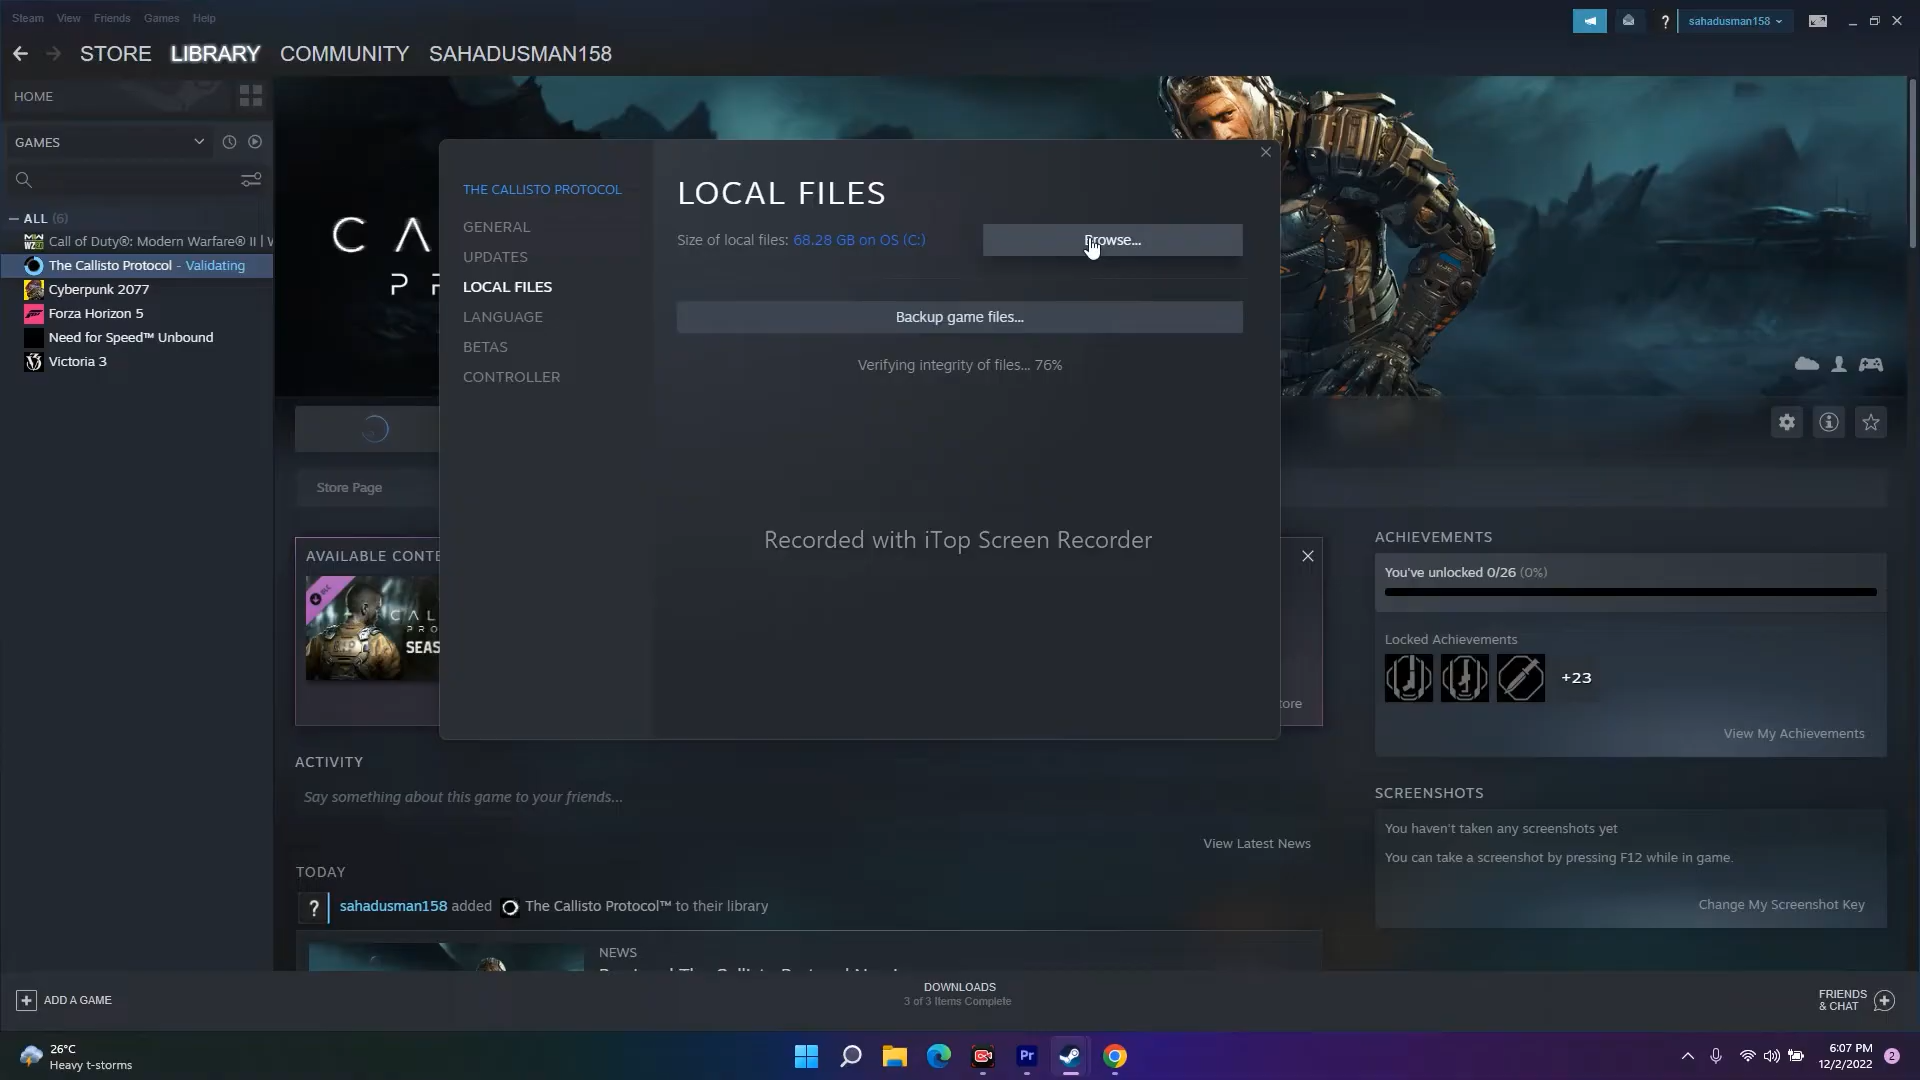 Steam View Friends Games Help
sahadusman158
STORE LIBRARY COMMUNITY SAHADUSMAN158
HOME
GAMES
ALL (6)
Call of Duty®: Modern Warfare® II | W
The Callisto Protocol - Validating
Cyberpunk 2077
Forza Horizon 5
Need for Speed™ Unbound
Victoria 3
THE CALLISTO PROTOCOL
GENERAL
UPDATES
LOCAL FILES
LANGUAGE
BETAS
CONTROLLER
LOCAL FILES
Size of local files: 68.28 GB on OS (C:)
Browse...
Backup game files...
Verifying integrity of files... 76%
Recorded with iTop Screen Recorder
Store Page
AVAILABLE CONTE
SEAS
tore
ACHIEVEMENTS
You've unlocked 0/26 (0%)
Locked Achievements
+23
View My Achievements
ACTIVITY
Say something about this game to your friends...
View Latest News
SCREENSHOTS
You haven't taken any screenshots yet
You can take a screenshot by pressing F12 while in game.
Change My Screenshot Key
TODAY
sahadusman158 added The Callisto Protocol™ to their library
NEWS
ADD A GAME
DOWNLOADS
3 of 3 Items Complete
FRIENDS
& CHAT
26°C
Heavy t-storms
Pr
6:07 PM
12/2/2022
2